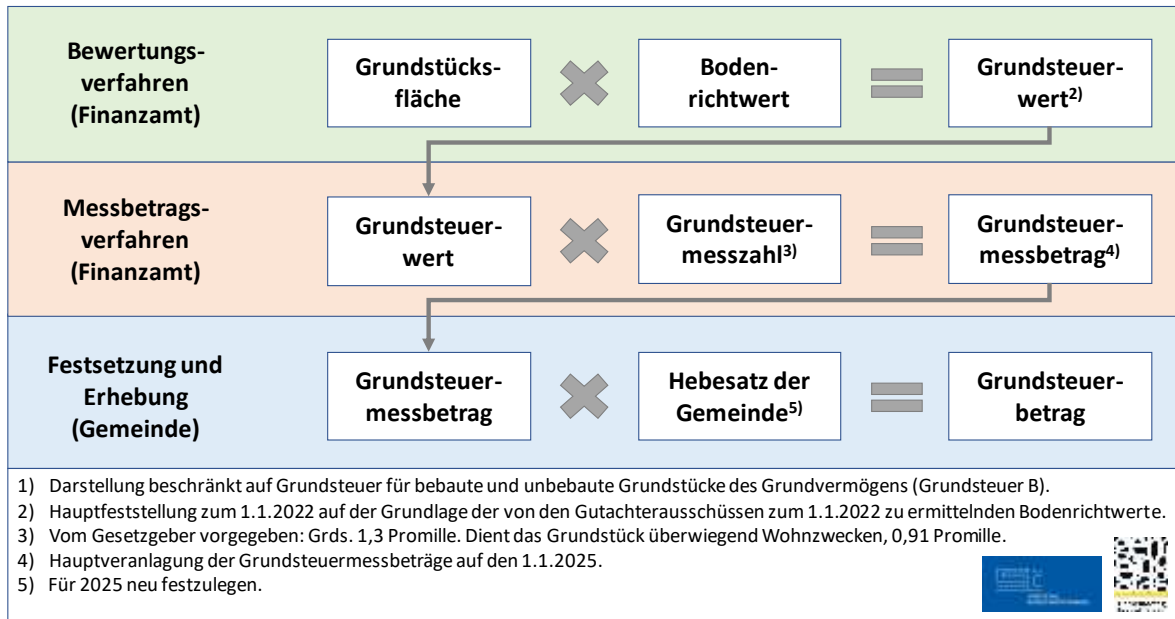 Bewertungs-
verfahren
(Finanzamt)
Grundstücks-
fläche
Boden-
richtwert
Grundsteuer-
wert2)
Messbetrags-
verfahren
(Finanzamt)
Grundsteuer-
wert
Grundsteuer-
messzahl3)
Grundsteuer-
messbetrag4)
Festsetzung und
Erhebung
(Gemeinde)
Grundsteuer-
messbetrag
Hebesatz der
Gemeinde5)
Grundsteuer-
betrag
1) Darstellung beschränkt auf Grundsteuer für bebaute und unbebaute Grundstücke des Grundvermögens (Grundsteuer B).
2) Hauptfeststellung zum 1.1.2022 auf der Grundlage der von den Gutachterausschüssen zum 1.1.2022 zu ermittelnden Bodenrichtwerte.
3) Vom Gesetzgeber vorgegeben: Grds. 1,3 Promille. Dient das Grundstück überwiegend Wohnzwecken, 0,91 Promille.
4) Hauptveranlagung der Grundsteuermessbeträge auf den 1.1.2025.
5) Für 2025 neu festzulegen.